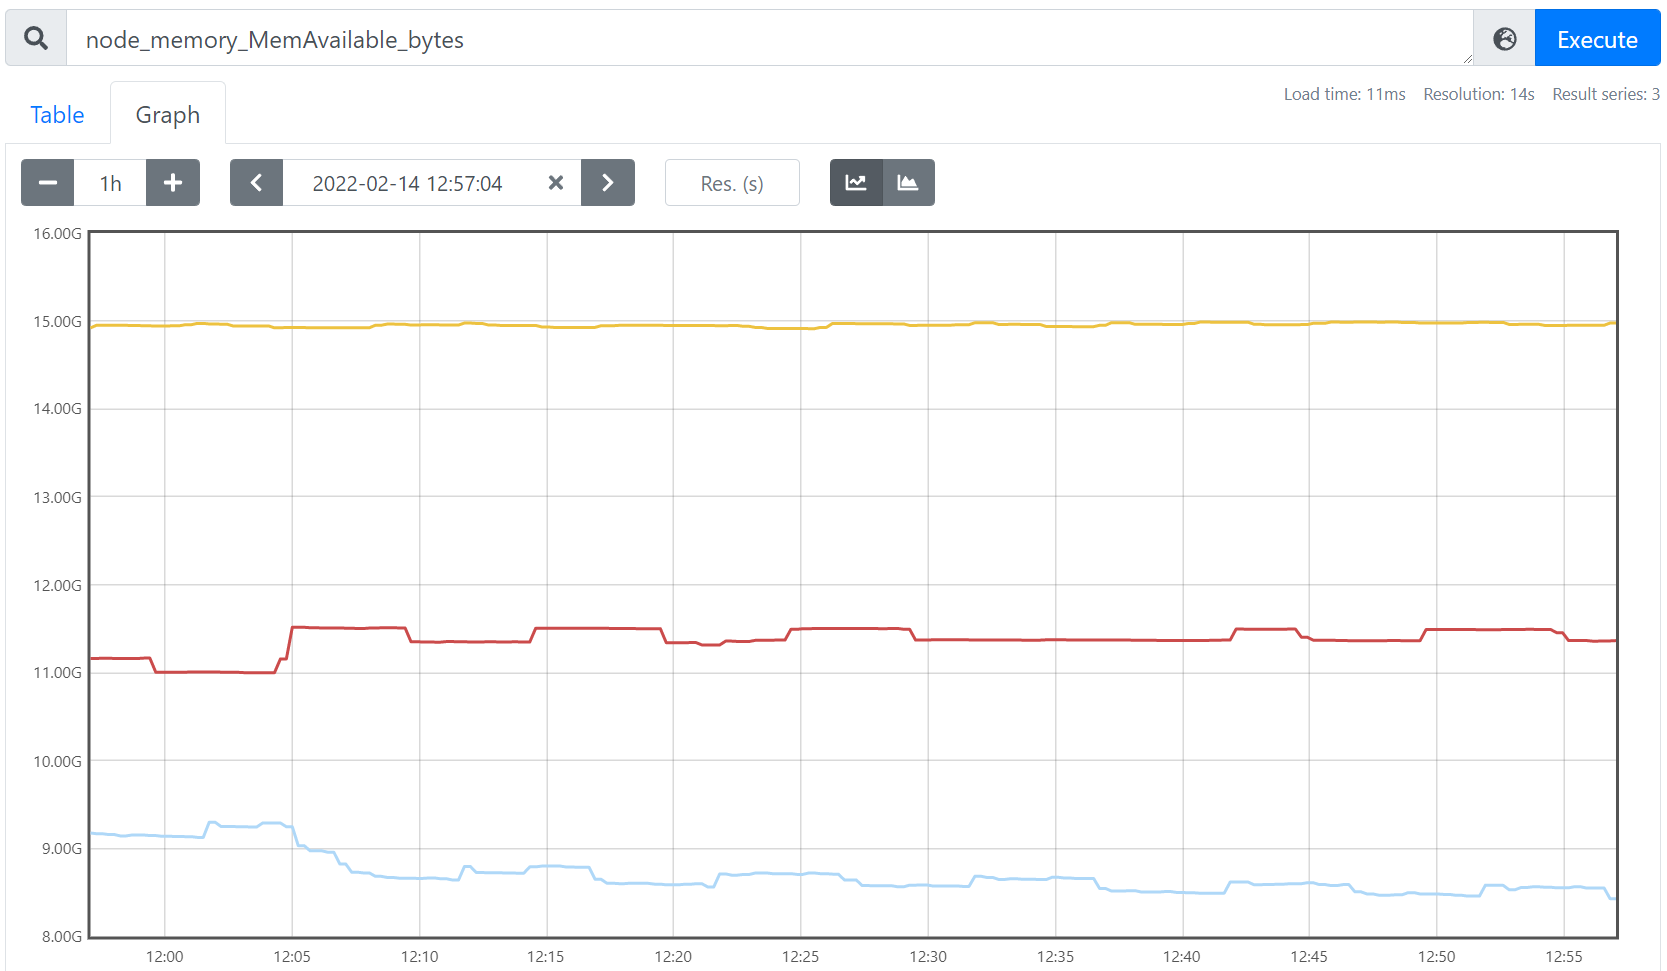 node_memory_MemAvailable_bytes
Execute
Load time: 11ms Resolution: 14s Result series: 3
Table
Graph
1h
2022-02-14 12:57:04
Res. (s)
16.00G
15.00G
14.00G
13.00G
12.00G
11.00G
10.00G
9.00G
8.00G
12:00 12:05 12:10 12:15 12:20 12:25 12:30 12:35 12:40 12:45 12:50 12:55